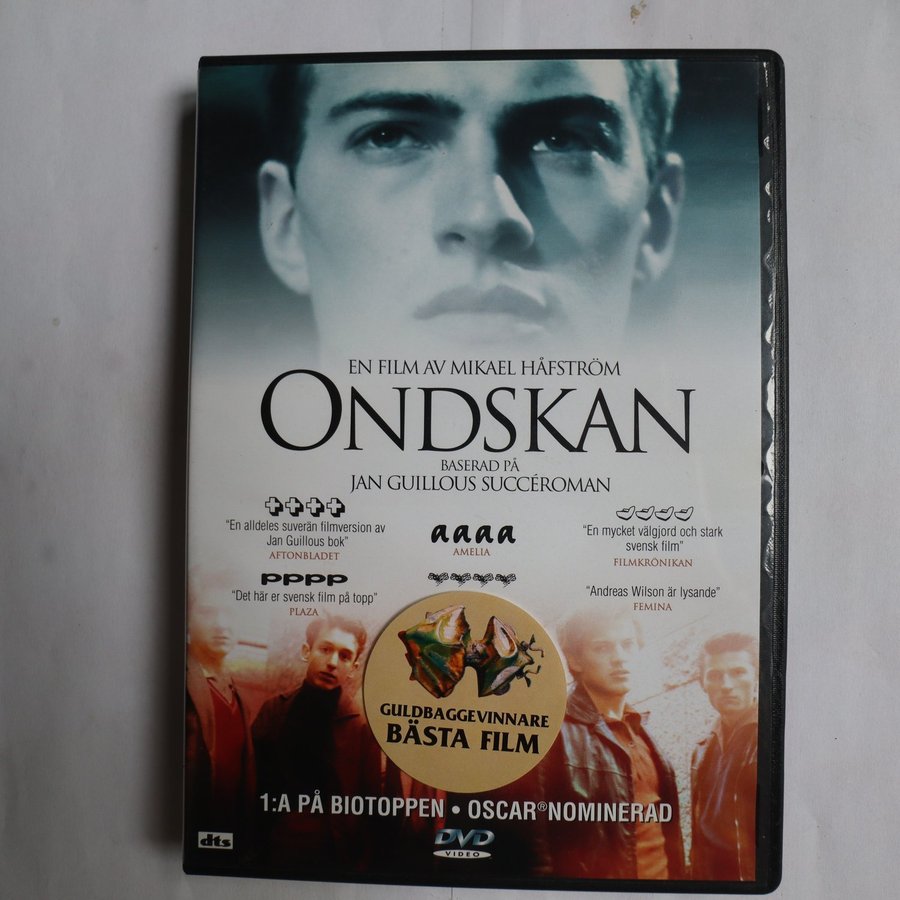 EN FILM AV MIKAEL HÅFSTRÖM
ONDSKAN
BASERAD PÅ
JAN GUILLOUS SUCCÉROMAN
"En alldeles suverän filmversion av
Jan Guillous bok"
AFTONBLADET
aaaa
AMELIA
"En mycket välgjord och stark
svensk film"
FILMKRÖNIKAN
PPPP
"Det här er svensk film på topp"
PLAZA
"Andreas Wilson är lysande"
FEMINA
GULDBAGGEVINNARE
BÄSTA FILM
1:A PÅ BIOTOPPEN • OSCAR® NOMINERAD
dts
DVD
VIDEO